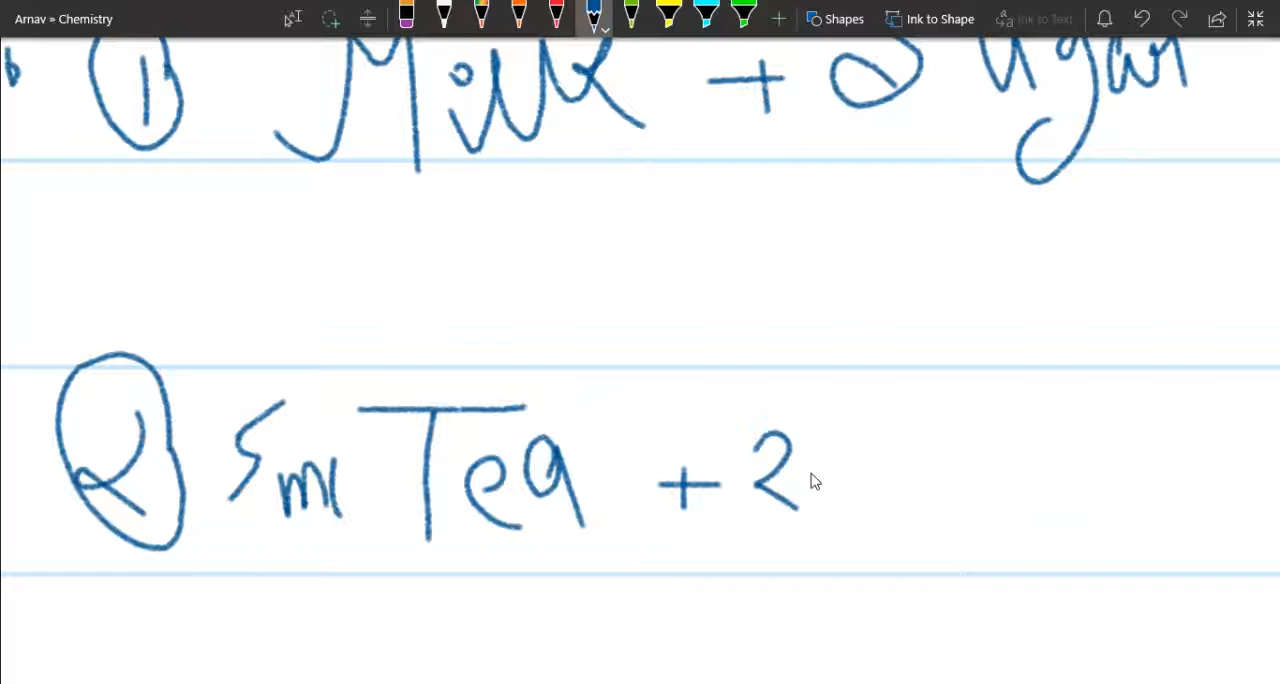 Arnav » Chemistry
Shapes
Ink to Shape
Ink to Text
① Milk + Sugar
② 5ml Tea + 2